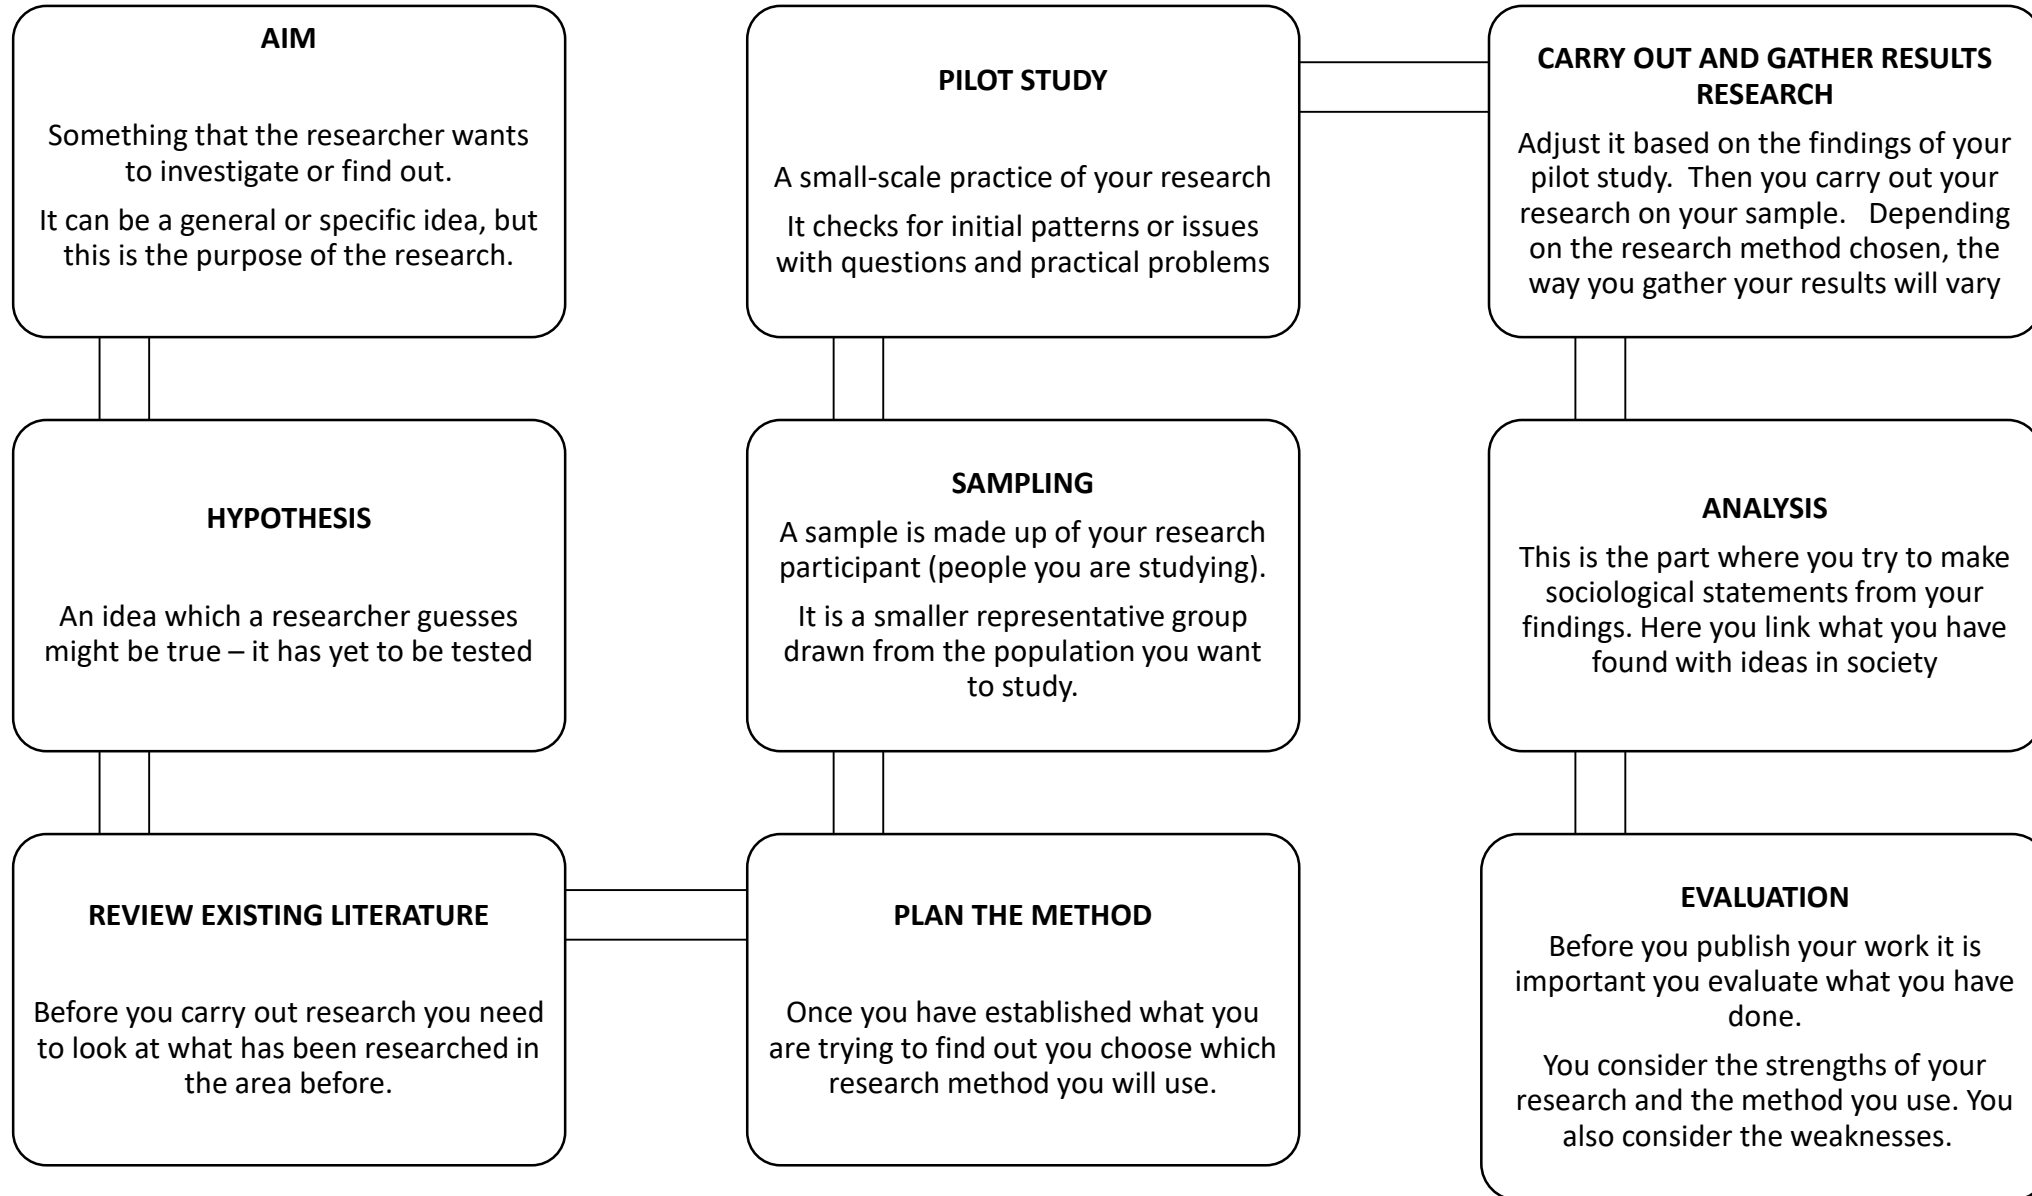 AIM
Something that the researcher wants
to investigate or find out.
It can be a general or specific idea, but
this is the purpose of the research.
HYPOTHESIS
An idea which a researcher guesses
might be true – it has yet to be tested
REVIEW EXISTING LITERATURE
Before you carry out research you need
to look at what has been researched in
the area before.
PLAN THE METHOD
Once you have established what you
are trying to find out you choose which
research method you will use.
SAMPLING
A sample is made up of your research
participant (people you are studying).
It is a smaller representative group
drawn from the population you want
to study.
PILOT STUDY
A small-scale practice of your research
It checks for initial patterns or issues
with questions and practical problems
CARRY OUT AND GATHER RESULTS
RESEARCH
Adjust it based on the findings of your
pilot study.  Then you carry out your
research on your sample.   Depending
on the research method chosen, the
way you gather your results will vary
ANALYSIS
This is the part where you try to make
sociological statements from your
findings. Here you link what you have
found with ideas in society
EVALUATION
Before you publish your work it is
important you evaluate what you have
done.
You consider the strengths of your
research and the method you use. You
also consider the weaknesses.